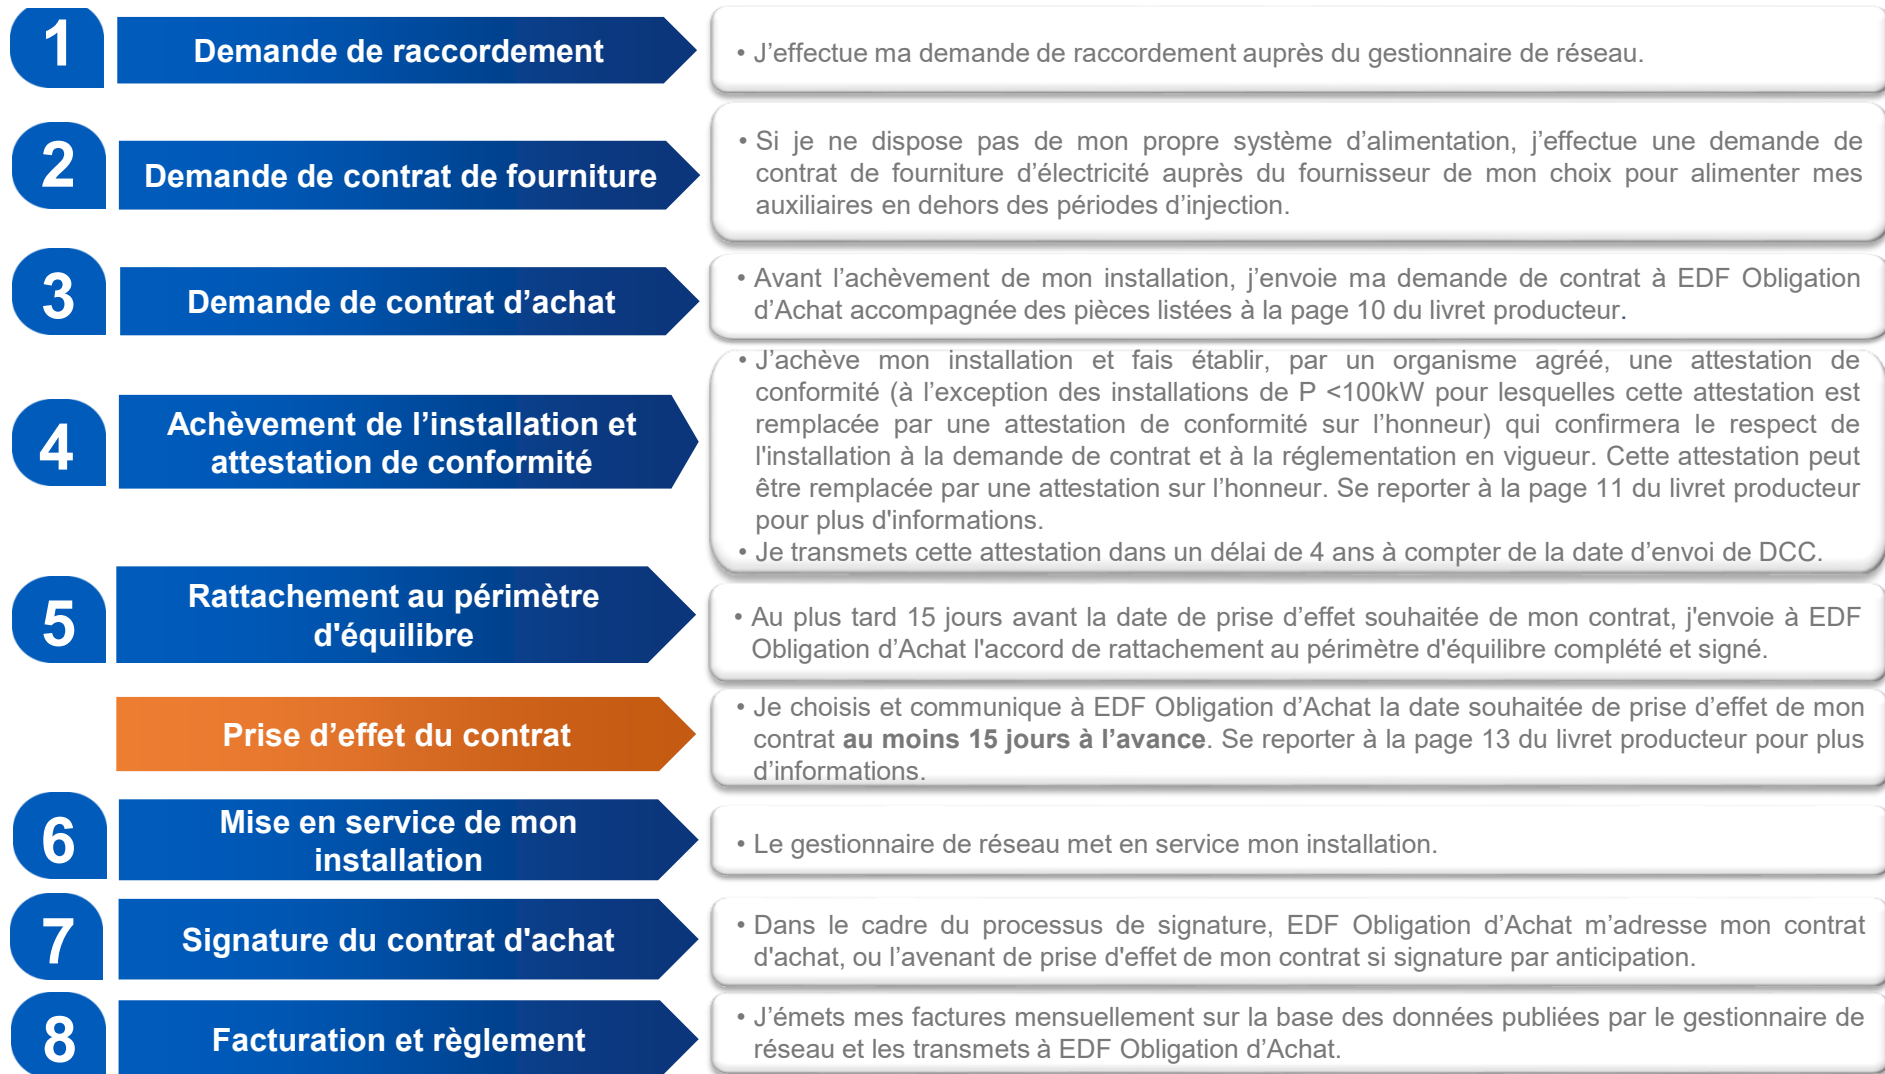 1
Demande de raccordement
• J’effectue ma demande de raccordement auprès du gestionnaire de réseau.
2
Demande de contrat de fourniture
• Si je ne dispose pas de mon propre système d’alimentation, j’effectue une demande de
contrat de fourniture d’électricité auprès du fournisseur de mon choix pour alimenter mes
auxiliaires en dehors des périodes d’injection.
3
Demande de contrat d’achat
• Avant l’achèvement de mon installation, j’envoie ma demande de contrat à EDF Obligation
d’Achat accompagnée des pièces listées à la page 10 du livret producteur.
4
Achèvement de l’installation et
attestation de conformité
• J’achève mon installation et fais établir, par un organisme agréé, une attestation de
conformité (à l’exception des installations de P <100kW pour lesquelles cette attestation est
remplacée par une attestation de conformité sur l’honneur) qui confirmera le respect de
l'installation à la demande de contrat et à la réglementation en vigueur. Cette attestation peut
être remplacée par une attestation sur l’honneur. Se reporter à la page 11 du livret producteur
pour plus d'informations.
• Je transmets cette attestation dans un délai de 4 ans à compter de la date d’envoi de DCC.
5
Rattachement au périmètre
d'équilibre
• Au plus tard 15 jours avant la date de prise d’effet souhaitée de mon contrat, j'envoie à EDF
Obligation d’Achat l'accord de rattachement au périmètre d'équilibre complété et signé.
Prise d’effet du contrat
• Je choisis et communique à EDF Obligation d’Achat la date souhaitée de prise d’effet de mon
contrat au moins 15 jours à l’avance. Se reporter à la page 13 du livret producteur pour plus
d’informations.
6
Mise en service de mon
installation
• Le gestionnaire de réseau met en service mon installation.
7
Signature du contrat d'achat
• Dans le cadre du processus de signature, EDF Obligation d’Achat m’adresse mon contrat
d'achat, ou l’avenant de prise d'effet de mon contrat si signature par anticipation.
8
Facturation et règlement
• J’émets mes factures mensuellement sur la base des données publiées par le gestionnaire de
réseau et les transmets à EDF Obligation d’Achat.